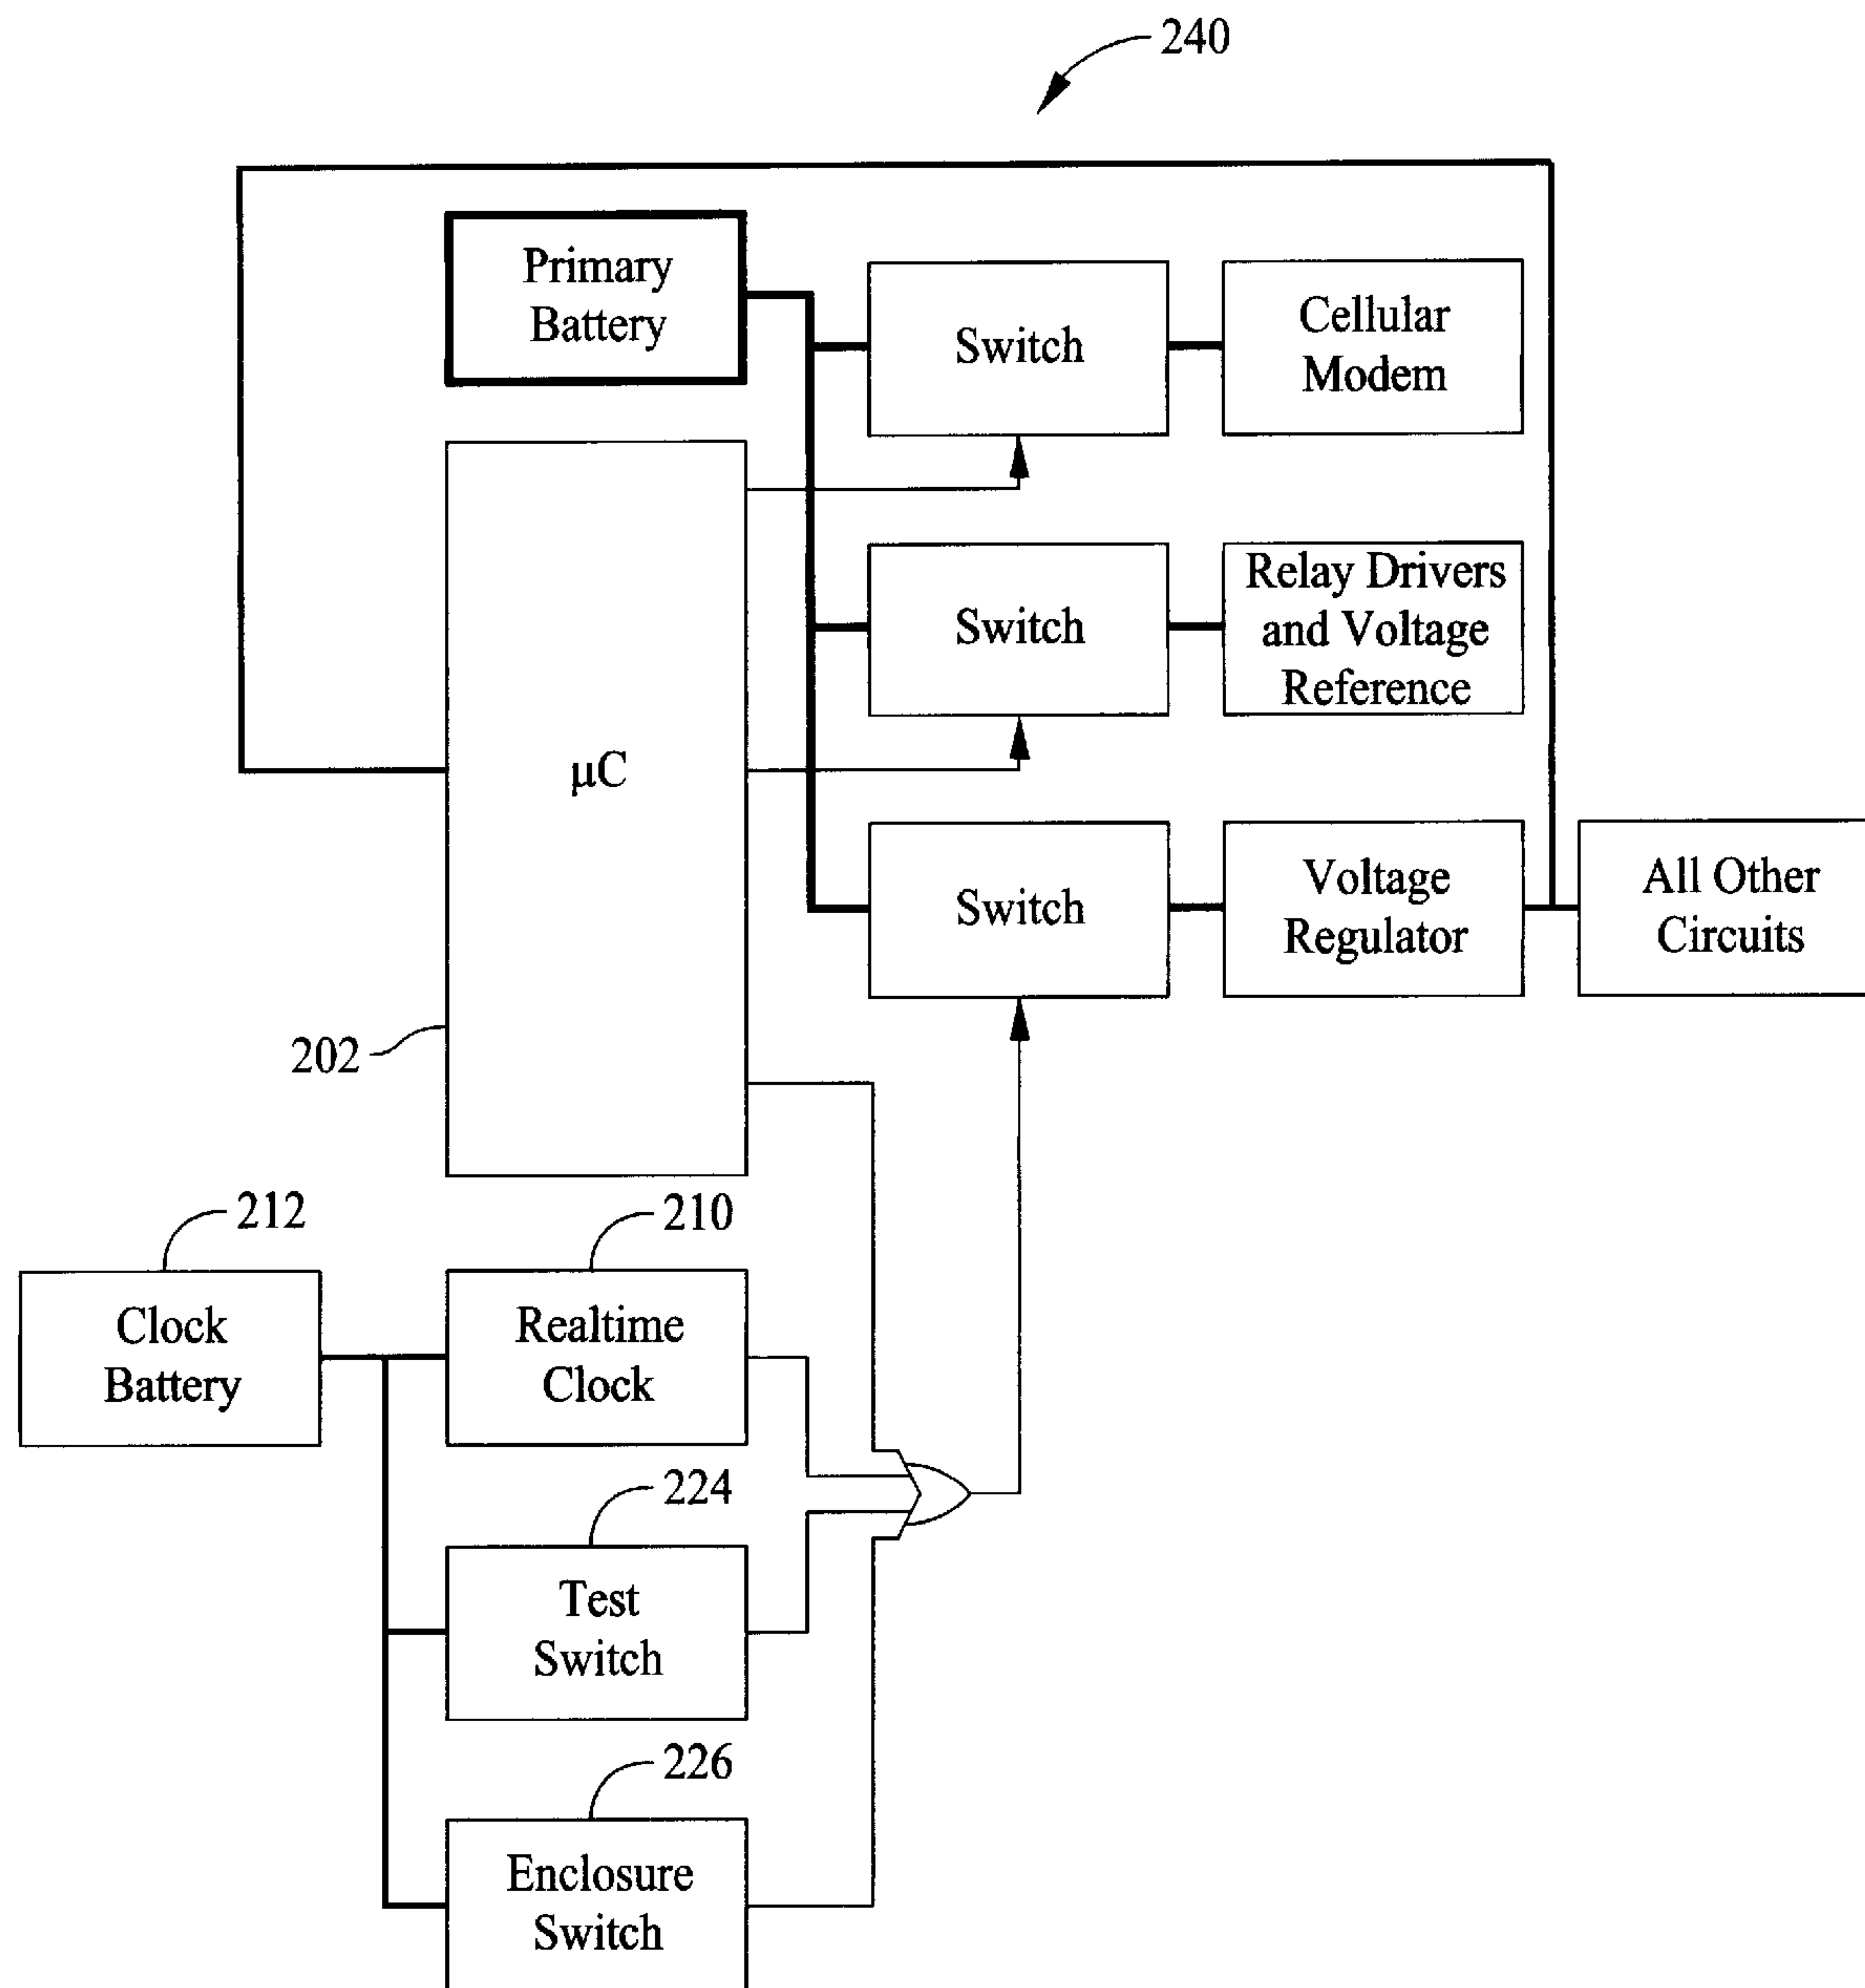 240
Primary
Battery
Switch
Cellular
Modem
Switch
Relay Drivers
and Voltage
Reference
μC
Switch
Voltage
Regulator
All Other
Circuits
202
212
210
Clock
Battery
Realtime
Clock
224
Test
Switch
226
Enclosure
Switch